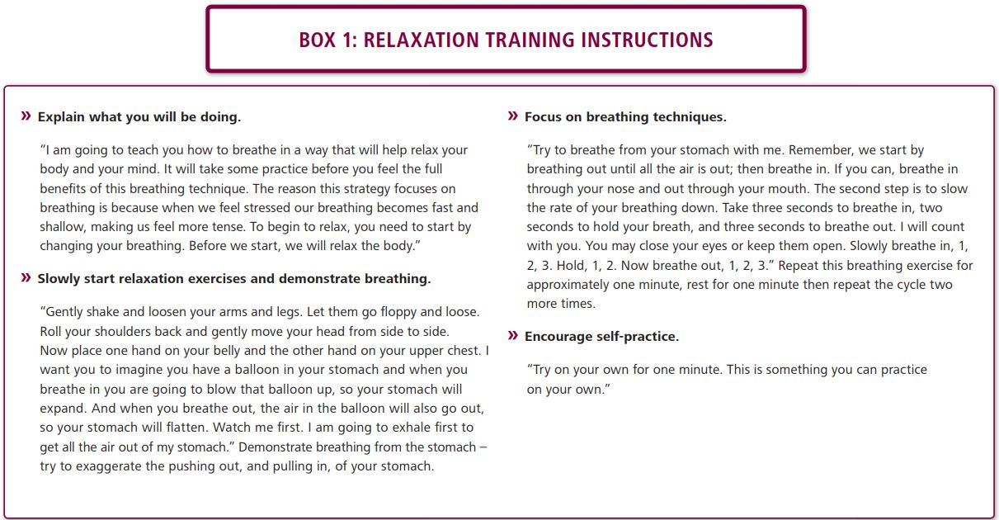 BOX 1: RELAXATION TRAINING INSTRUCTIONS
» Explain what you will be doing.
“I am going to teach you how to breathe in a way that will help relax your
body and your mind. It will take some practice before you feel the full
benefits of this breathing technique. The reason this strategy focuses on
breathing is because when we feel stressed our breathing becomes fast and
shallow, making us feel more tense. To begin to relax, you need to start by
changing your breathing. Before we start, we will relax the body.”
» Slowly start relaxation exercises and demonstrate breathing.
“Gently shake and loosen your arms and legs. Let them go floppy and loose.
Roll your shoulders back and gently move your head from side to side.
Now place one hand on your belly and the other hand on your upper chest. I
want you to imagine you have a balloon in your stomach and when you
breathe in you are going to blow that balloon up, so your stomach will
expand. And when you breathe out, the air in the balloon will also go out,
so your stomach will flatten. Watch me first. I am going to exhale first to
get all the air out of my stomach.” Demonstrate breathing from the stomach –
try to exaggerate the pushing out, and pulling in, of your stomach.
» Focus on breathing techniques.
“Try to breathe from your stomach with me. Remember, we start by
breathing out until all the air is out; then breathe in. If you can, breathe in
through your nose and out through your mouth. The second step is to slow
the rate of your breathing down. Take three seconds to breathe in, two
seconds to hold your breath, and three seconds to breathe out. I will count
with you. You may close your eyes or keep them open. Slowly breathe in, 1,
2, 3. Hold, 1, 2. Now breathe out, 1, 2, 3.” Repeat this breathing exercise for
approximately one minute, rest for one minute then repeat the cycle two
more times.
» Encourage self-practice.
“Try on your own for one minute. This is something you can practice
on your own.”